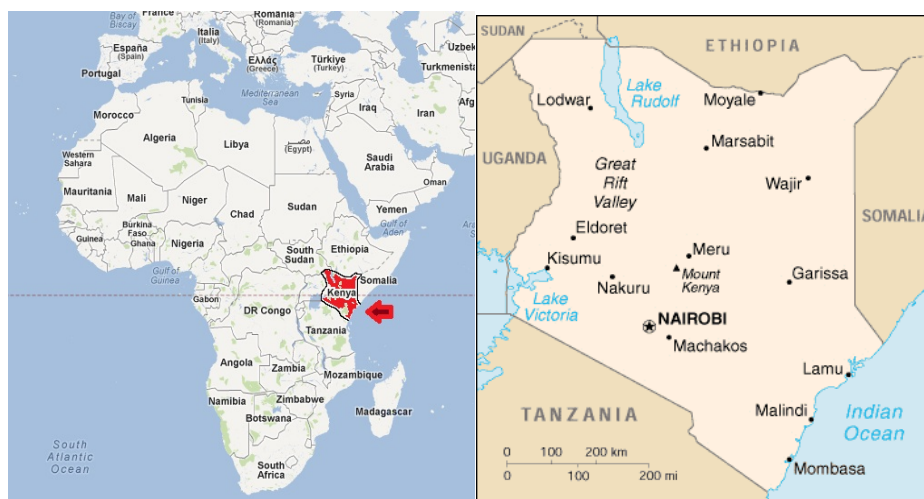 Bay of
Biscay
France
România
(Romania)
Italia
(Italy)
España
(Spain)
Portugal
Ελλάς
(Greece)
Türkiye
(Turkey)
Uzbek
Turkmenista
Mediterranean
Sea
Tunisia
Syria
Iraq
Iran
Afg
Morocco
Algeria
Libya
(Egypt)
Western
Sahara
Saudi
Arabia
Oman
Mauritania
Mali
Niger
Chad
Sudan
Yemen
Gulf of
Aden
Burkina
Faso
Guinea
Ghana
Nigeria
South
Sudan
Ethiopia
Somalia
Gulf of
Guinea
Gabon
Kenya
DR Congo
Tanzania
Angola
Zambia
Mozambique
Namibia
Zimbabwe
Botswana
Madagascar
South
Atlantic
Ocean
South
Africa
SUDAN
ETHIOPIA
Lake
Rudolf
Lodwar
Moyale
Marsabit
UGANDA
Great
Rift
Valley
Wajir
SOMALIA
Eldoret
Kisumu
Meru
Mount
Kenya
Garissa
Nakuru
Lake
Victoria
NAIROBI
Machakos
Lamu
TANZANIA
Malindi
Indian
Ocean
Mombasa
0 100 200 km
0 100 200 mi